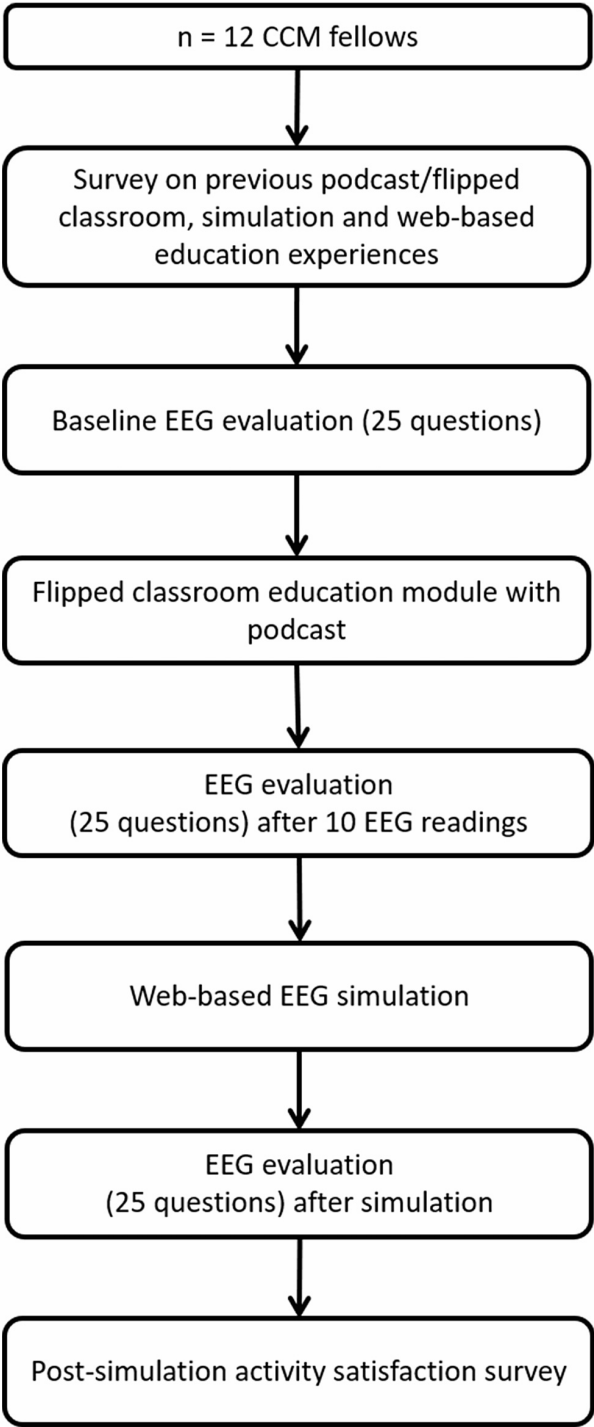 n = 12 CCM fellows
Survey on previous podcast/flipped
classroom, simulation and web-based
education experiences
Baseline EEG evaluation (25 questions)
Flipped classroom education module with
podcast
EEG evaluation
(25 questions) after 10 EEG readings
Web-based EEG simulation
EEG evaluation
(25 questions) after simulation
Post-simulation activity satisfaction survey